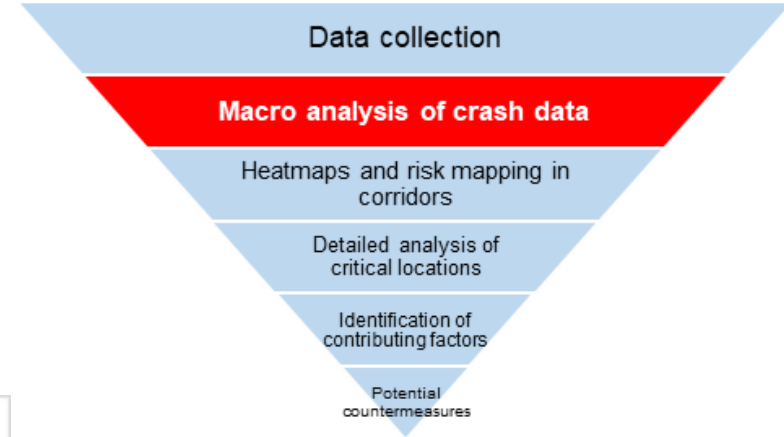 Data collection
Macro analysis of crash data
Heatmaps and risk mapping in
corridors
Detailed analysis of
critical locations
Identification of
contributing factors
Potential
countermeasures